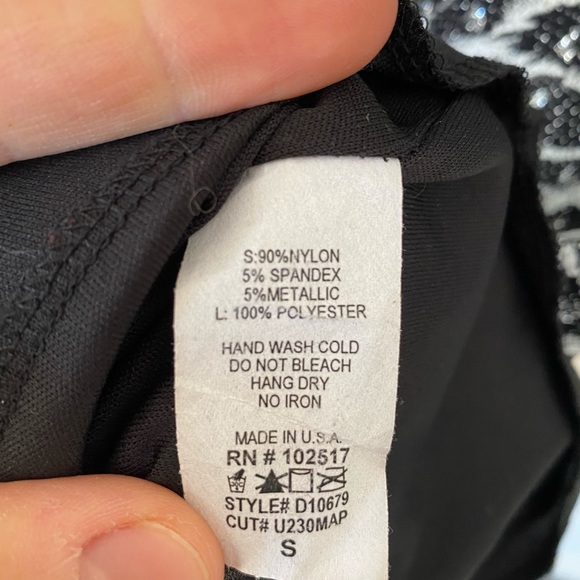 S:90%NYLON
5% SPANDEX
5%METALLIC
L: 100% POLYESTER
HAND WASH COLD
DO NOT BLEACH
HANG DRY
NO IRON
MADE IN U.S.A.
RN # 102517
STYLE# D10679
CUT# U230MAP
S